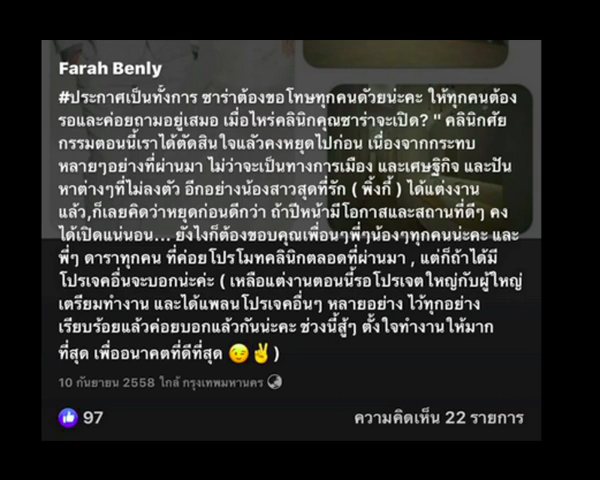 Farah Benly
#ประกาศเป็นทั้งการ ซาร่าต้องขอโทษทุกคนด้วยน่ะคะ ให้ทุกคนต้อง
รอและค่อยถามอยู่เสมอ เมื่อไหร่คลินิกคุณซาร่าจะเปิด? " คลินิกศัย
กรรมตอนนี้เราได้ตัดสินใจแล้วคงหยุดไปก่อน เนื่องจากกระทบ
หลายๆอย่างที่ผ่านมา ไม่ว่าจะเป็นทางการเมือง และเศษฐิกิจ และปัน
หาต่างๆที่ไม่ลงตัว อีกอย่างน้องสาวสุดที่รัก ( พิ้งกี้ ) ได้แต่งงาน
แล้ว,ก็เลยคิดว่าหยุดก่อนดีกว่า ถ้าปีหน้ามีโอกาสและสถานที่ดีๆ คง
ได้เปิดแน่นอน... ยังไงก็ต้องขอบคุณเพื่อนๆพี่ๆน้องๆทุกคนน่ะคะ และ
พี่ๆ ดาราทุกคน ที่ค่อยโปรโมทคลินิกตลอดที่ผ่านมา , แต่ก็ถ้าได้มี
โปรเจคอื่นจะบอกน่ะค่ะ ( เหลือแต่งานตอนนี้รอโปรเจตใหญ่กับผู้ใหญ่
เตรียมทำงาน และได้แพลนโปรเจคอื่นๆ หลายอย่าง ไว้ทุกอย่าง
เรียบร้อยแล้วค่อยบอกแล้วกันน่ะคะ ช่วงนี้สู้ๆ ตั้งใจทำงานให้มาก
ที่สุด เพื่ออนาคตที่ดีที่สุด 😉✌️ )
10 กันยายน 2558 ใกล้ กรุงเทพมหานคร
97
ความคิดเห็น 22 รายการ